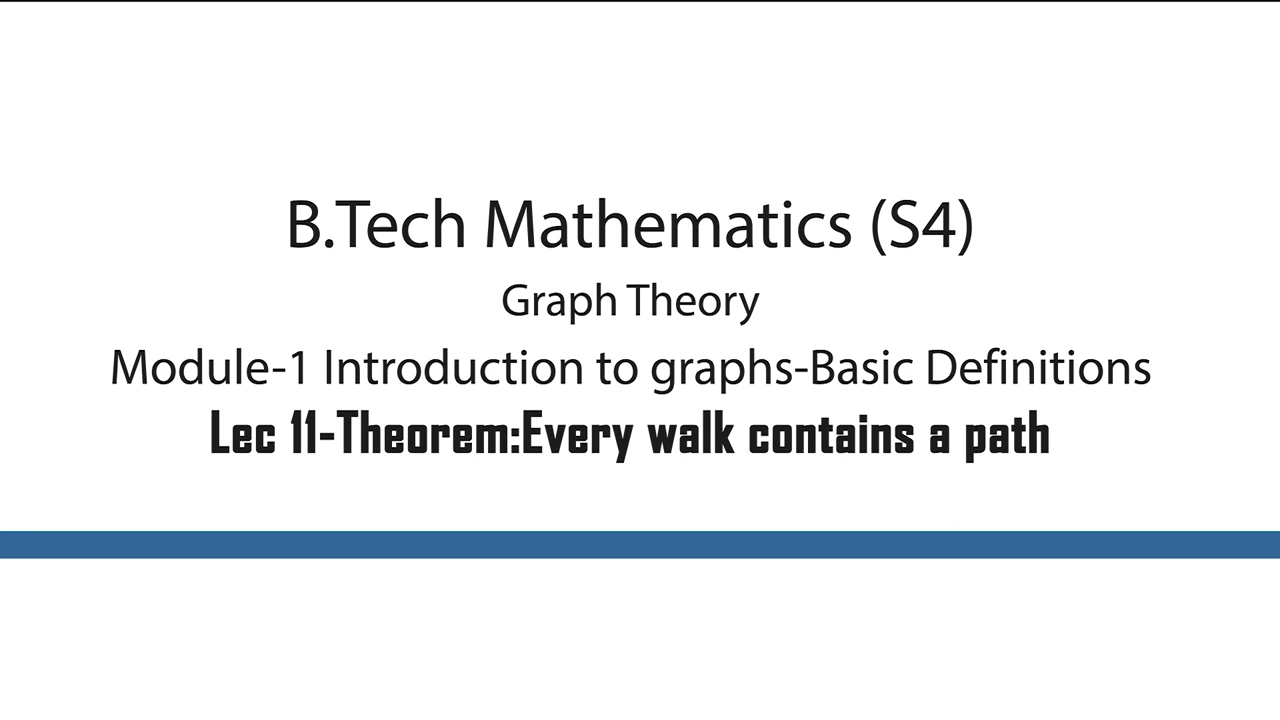 B.Tech Mathematics (S4)
Graph Theory
Module-1 Introduction to graphs-Basic Definitions
Lec 11-Theorem:Every walk contains a path